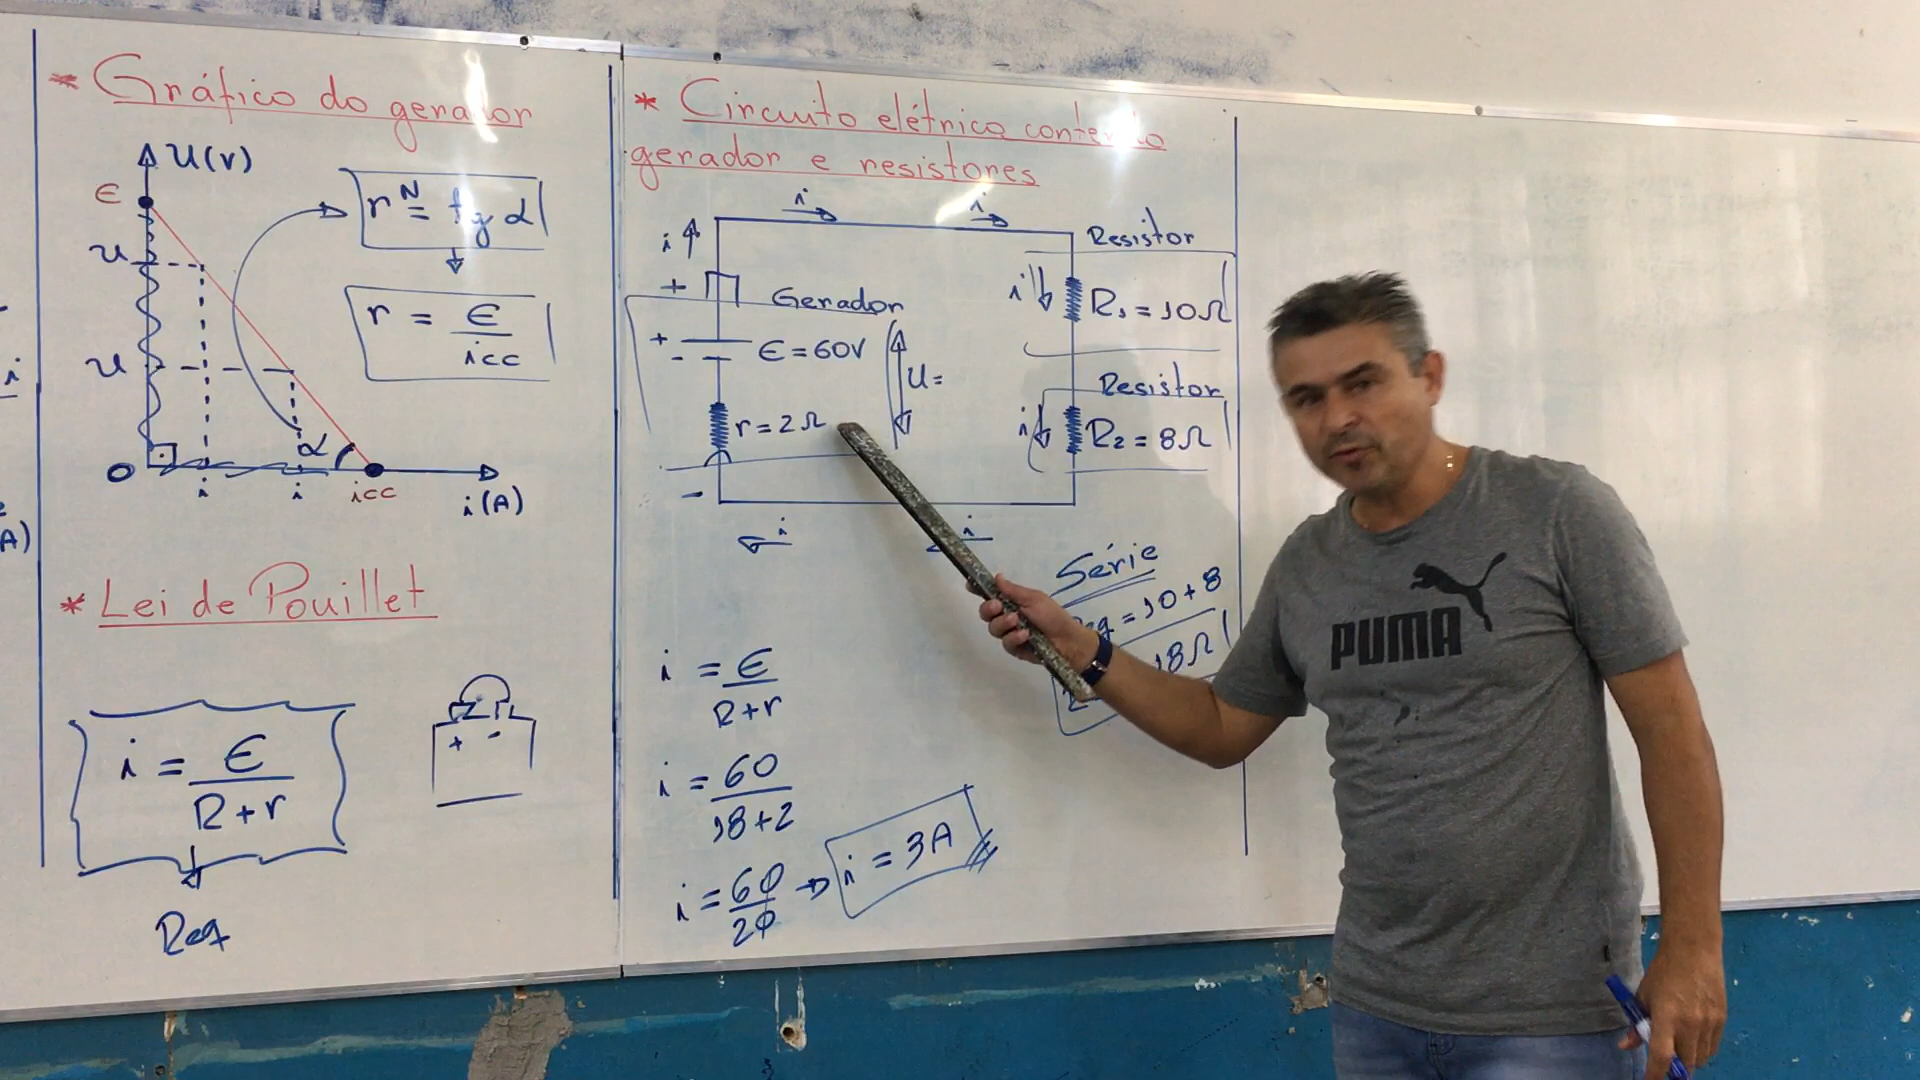 * Gráfico do gerador
U(V)
ϵ
U
U
O
i
i
icc
i(A)
α
r N= tg α
r = ϵ/icc
* Lei de Pouillet
i = ϵ/R+r
Req
+ -
i
A)
* Circuito elétrico contendo
gerador e resistores
i
i
i
+
Gerador
+
-
ϵ = 60V
U=
r = 2Ω
-
i
i
Resistor
i
R₁ = 10Ω
Resistor
i
R₂ = 8Ω
Série
= 10 + 8
18Ω
i = ϵ/R+r
i = 60/18+2
i = 60/20 → i = 3A
PUMA